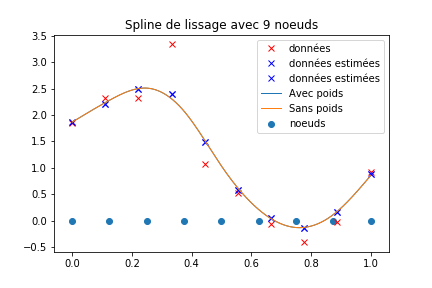 Spline de lissage avec 9 noeuds
3.5
3.0
2.5
2.0
1.5
1.0
0.5
0.0
−0.5
0.0
0.2
0.4
0.6
0.8
1.0
données
données estimées
données estimées
Avec poids
Sans poids
noeuds